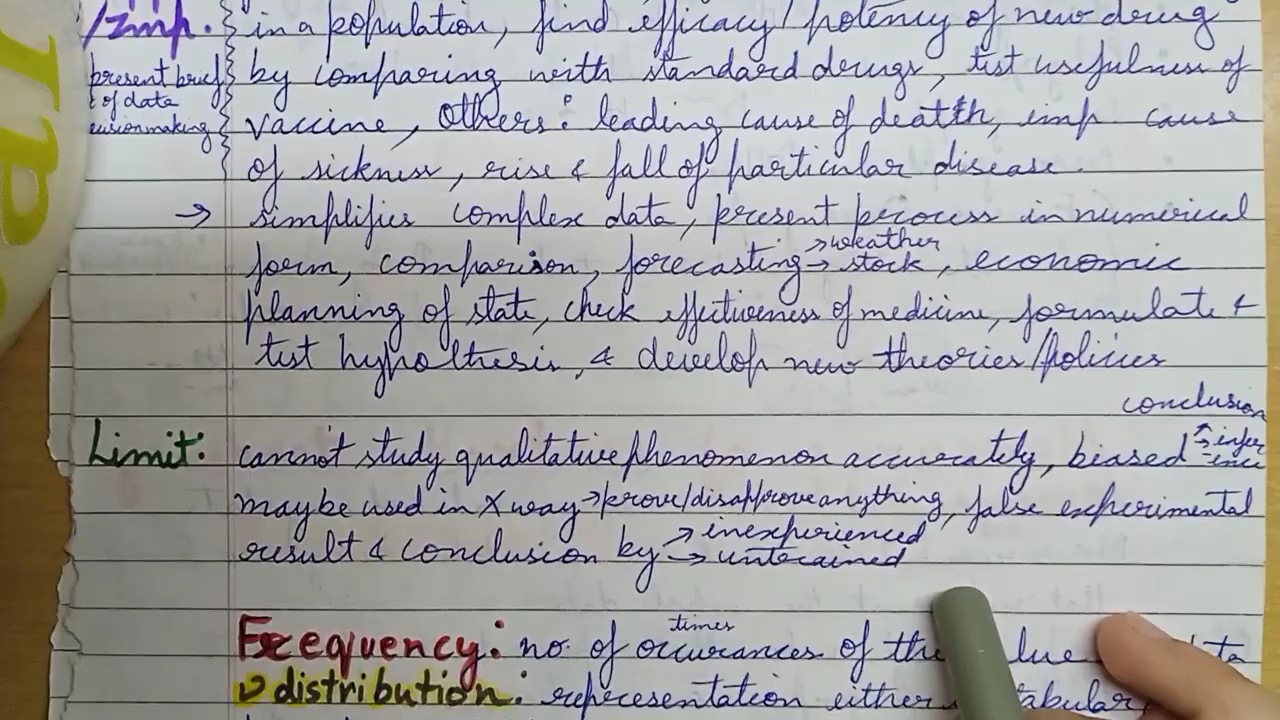 /Imp. in a population, find efficacy/potency of new drug
present brief by comparing with standard drugs, test usefulness of
of data
vaccine, Others: leading cause of death, imp cause
of sickness, rise & fall of particular disease.
→ simplifies complex data, present process in numerical
→weather
form, comparison, forecasting→stock, economic
planning of state, check effectiveness of medicine, formulate &
test hypothesis, & develop new theories/policies
conclusion
Limit: cannot study qualitative phenomenon accurately, biased → inference
maybe used in X way→prove/disapprove anything, false experimental
→ inexperienced
result & conclusion by → untrained
times
Frequency: no. of occurances of the
distribution: representation either